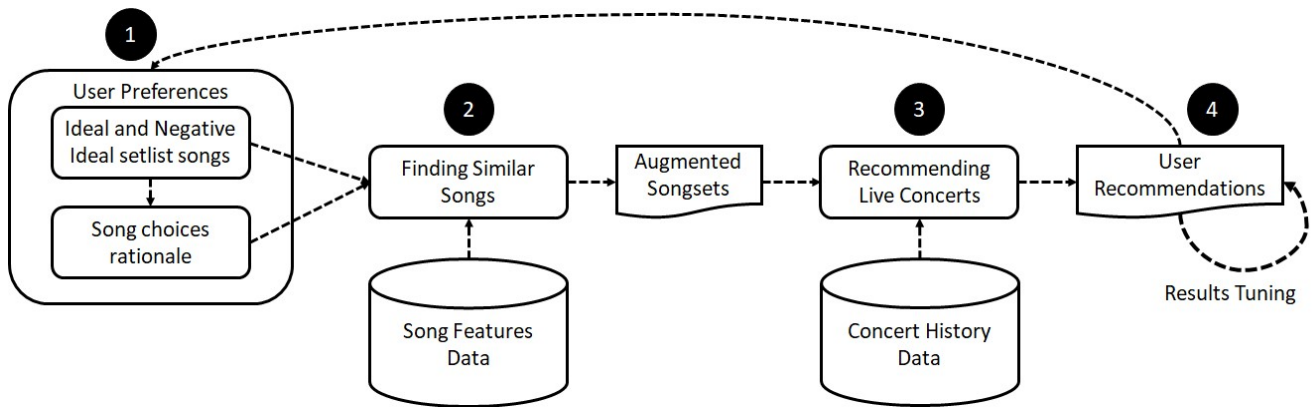 1
User Preferences
Ideal and Negative
Ideal setlist songs
Song choices
rationale
2
Finding Similar
Songs
Song Features
Data
Augmented
Songsets
3
Recommending
Live Concerts
Concert History
Data
4
User
Recommendations
Results Tuning